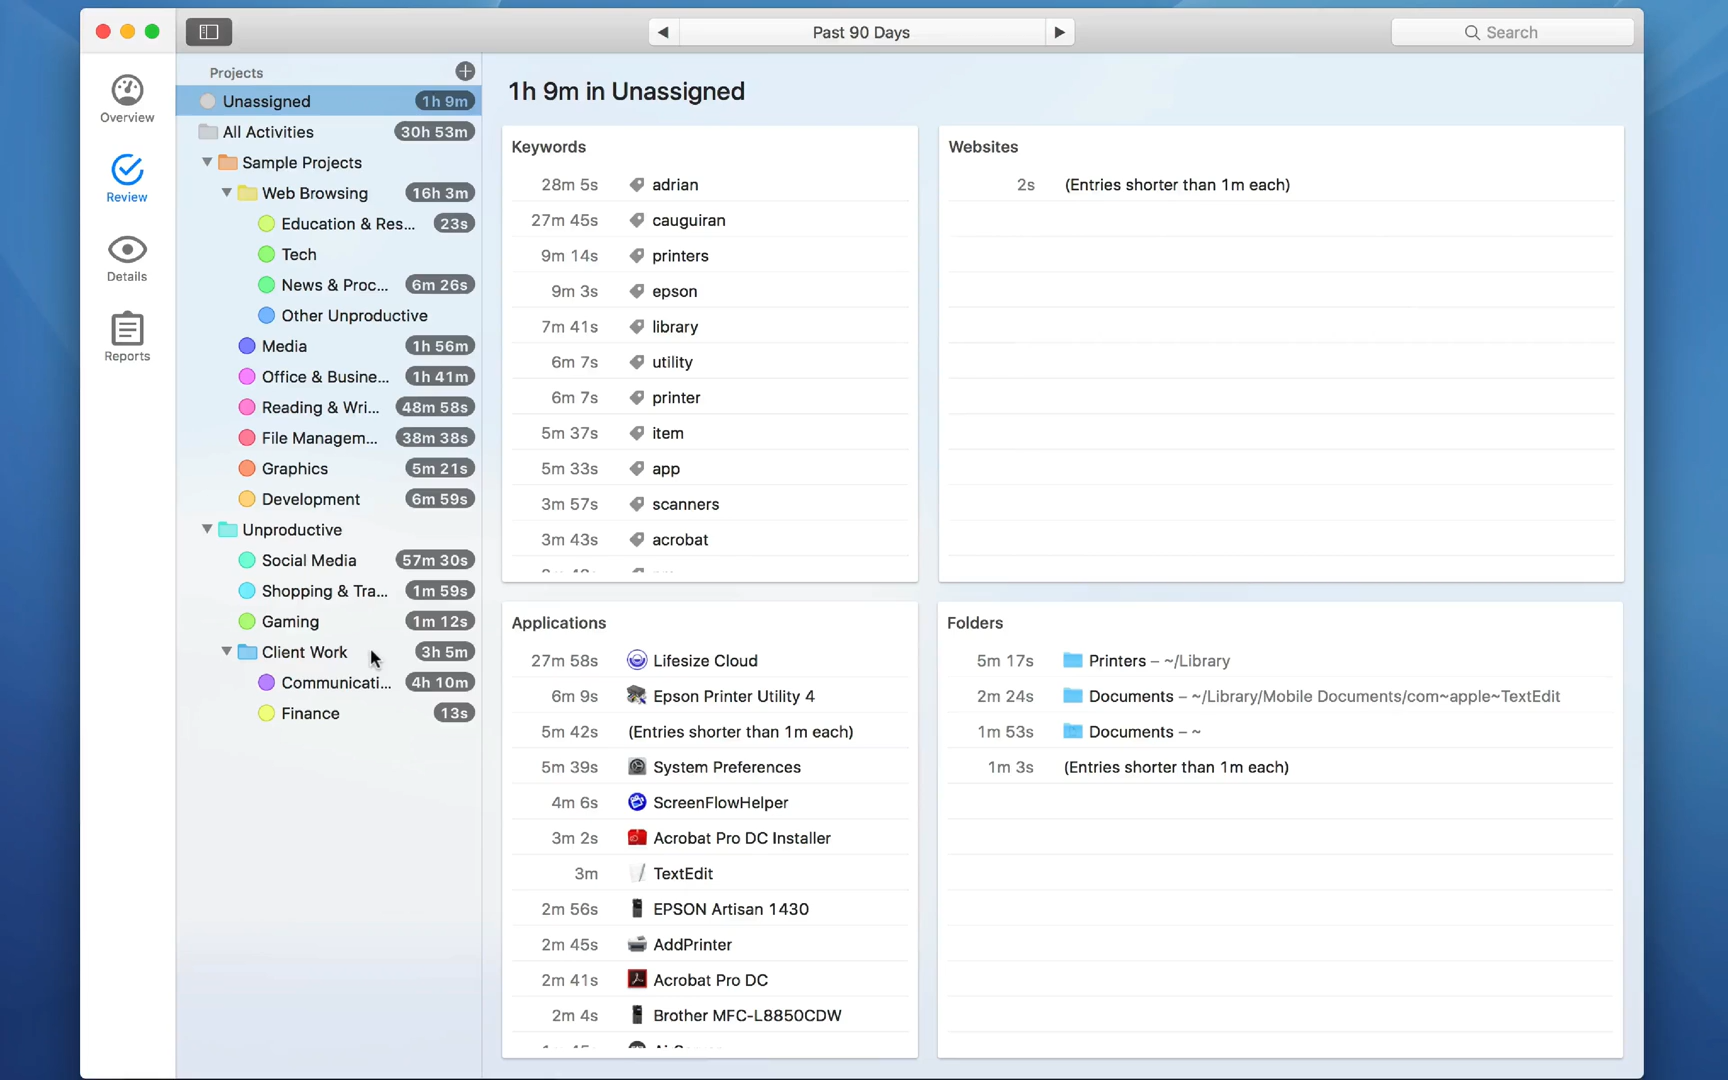 Past 90 Days
Search
Overview
Review
Details
Reports
Projects
Unassigned 1h 9m
All Activities 30h 53m
Sample Projects
Web Browsing 16h 3m
Education & Res... 23s
Tech
News & Proc... 6m 26s
Other Unproductive
Media 1h 56m
Office & Busine... 1h 41m
Reading & Wri... 48m 58s
File Managem... 38m 38s
Graphics 5m 21s
Development 6m 59s
Unproductive
Social Media 57m 30s
Shopping & Tra... 1m 59s
Gaming 1m 12s
Client Work 3h 5m
Communicati... 4h 10m
Finance 13s
1h 9m in Unassigned
Keywords
28m 5s adrian
27m 45s cauguiran
9m 14s printers
9m 3s epson
7m 41s library
6m 7s utility
6m 7s printer
5m 37s item
5m 33s app
3m 57s scanners
3m 43s acrobat
Websites
2s (Entries shorter than 1m each)
Applications
27m 58s Lifesize Cloud
6m 9s Epson Printer Utility 4
5m 42s (Entries shorter than 1m each)
5m 39s System Preferences
4m 6s ScreenFlowHelper
3m 2s Acrobat Pro DC Installer
3m TextEdit
2m 56s EPSON Artisan 1430
2m 45s AddPrinter
2m 41s Acrobat Pro DC
2m 4s Brother MFC-L8850CDW
Folders
5m 17s Printers – ~/Library
2m 24s Documents – ~/Library/Mobile Documents/com~apple~TextEdit
1m 53s Documents – ~
1m 3s (Entries shorter than 1m each)